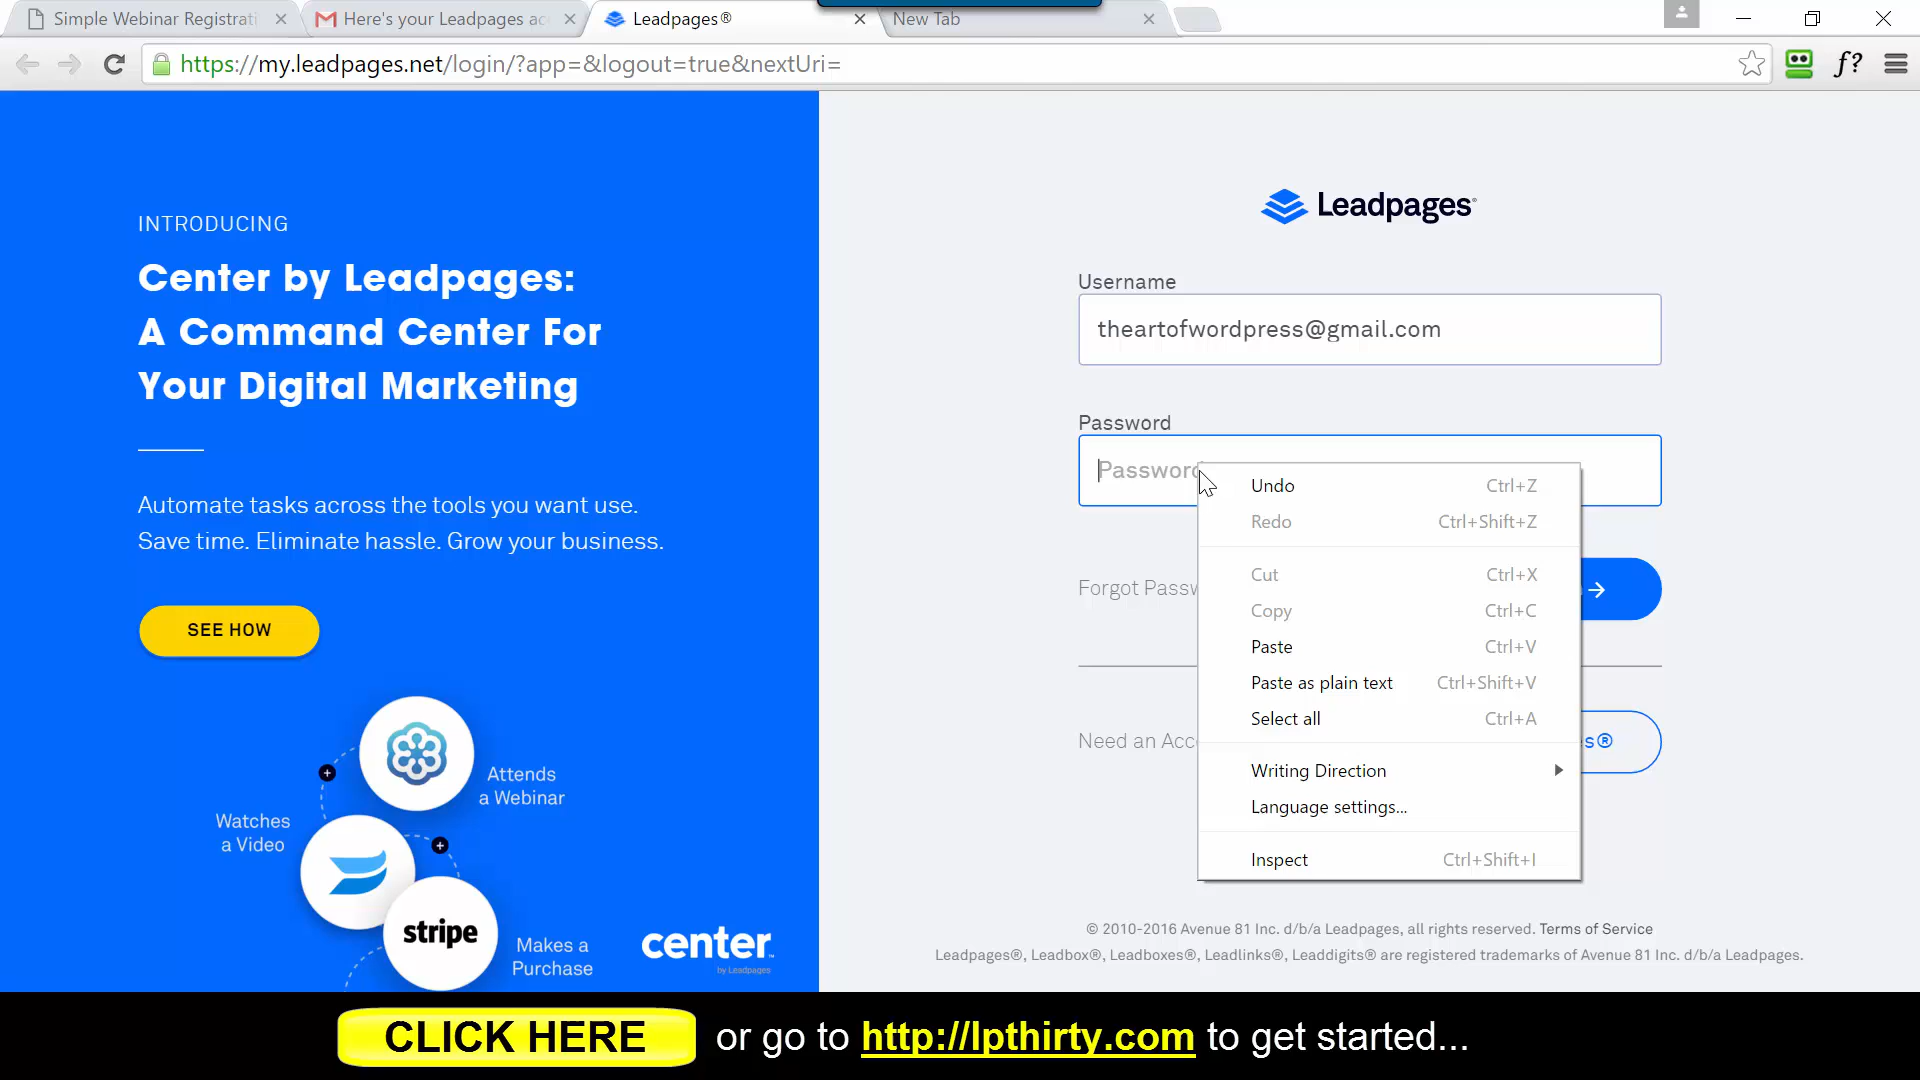 Simple Webinar Registrati
Here's your Leadpages ac
Leadpages®
New Tab
https://my.leadpages.net/login/?app=&logout=true&nextUri=
f?
INTRODUCING
Center by Leadpages:
A Command Center For
Your Digital Marketing
Automate tasks across the tools you want use.
Save time. Eliminate hassle. Grow your business.
SEE HOW
Attends
a Webinar
Watches
a Video
stripe
Makes a
Purchase
center
by Leadpages
Leadpages®
Username
theartofwordpress@gmail.com
Password
Password
Forgot Passw
Need an Acc
s®
Undo Ctrl+Z
Redo Ctrl+Shift+Z
Cut Ctrl+X
Copy Ctrl+C
Paste Ctrl+V
Paste as plain text Ctrl+Shift+V
Select all Ctrl+A
Writing Direction
Language settings...
Inspect Ctrl+Shift+I
© 2010-2016 Avenue 81 Inc. d/b/a Leadpages, all rights reserved. Terms of Service
Leadpages®, Leadbox®, Leadboxes®, Leadlinks®, Leaddigits® are registered trademarks of Avenue 81 Inc. d/b/a Leadpages.
CLICK HERE or go to http://lpthirty.com to get started...